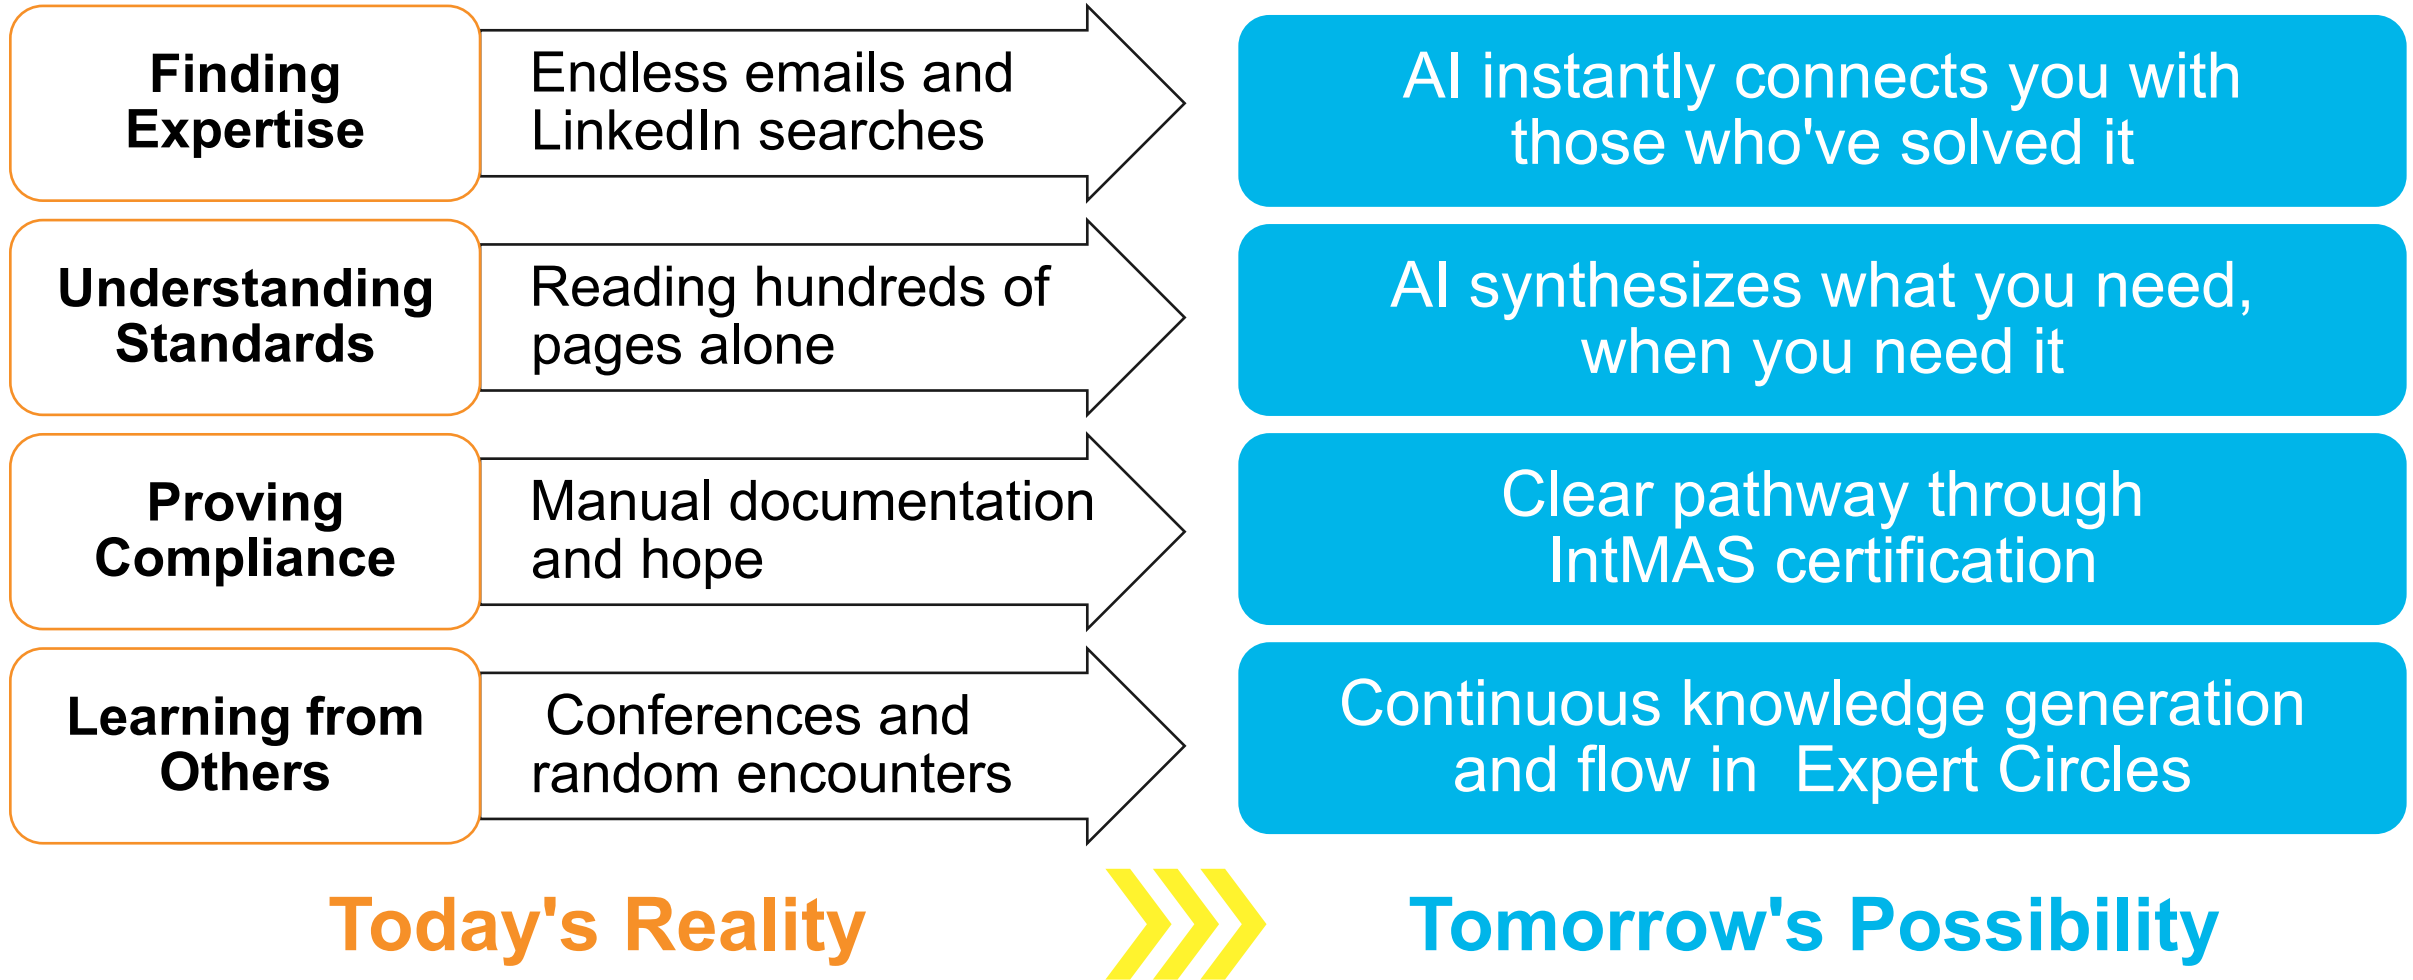 Finding
Expertise
Endless emails and
LinkedIn searches
AI instantly connects you with
those who've solved it
Understanding
Standards
Reading hundreds of
pages alone
AI synthesizes what you need,
when you need it
Proving
Compliance
Manual documentation
and hope
Clear pathway through
IntMAS certification
Learning from
Others
Conferences and
random encounters
Continuous knowledge generation
and flow in  Expert Circles
Today's Reality
Tomorrow's Possibility